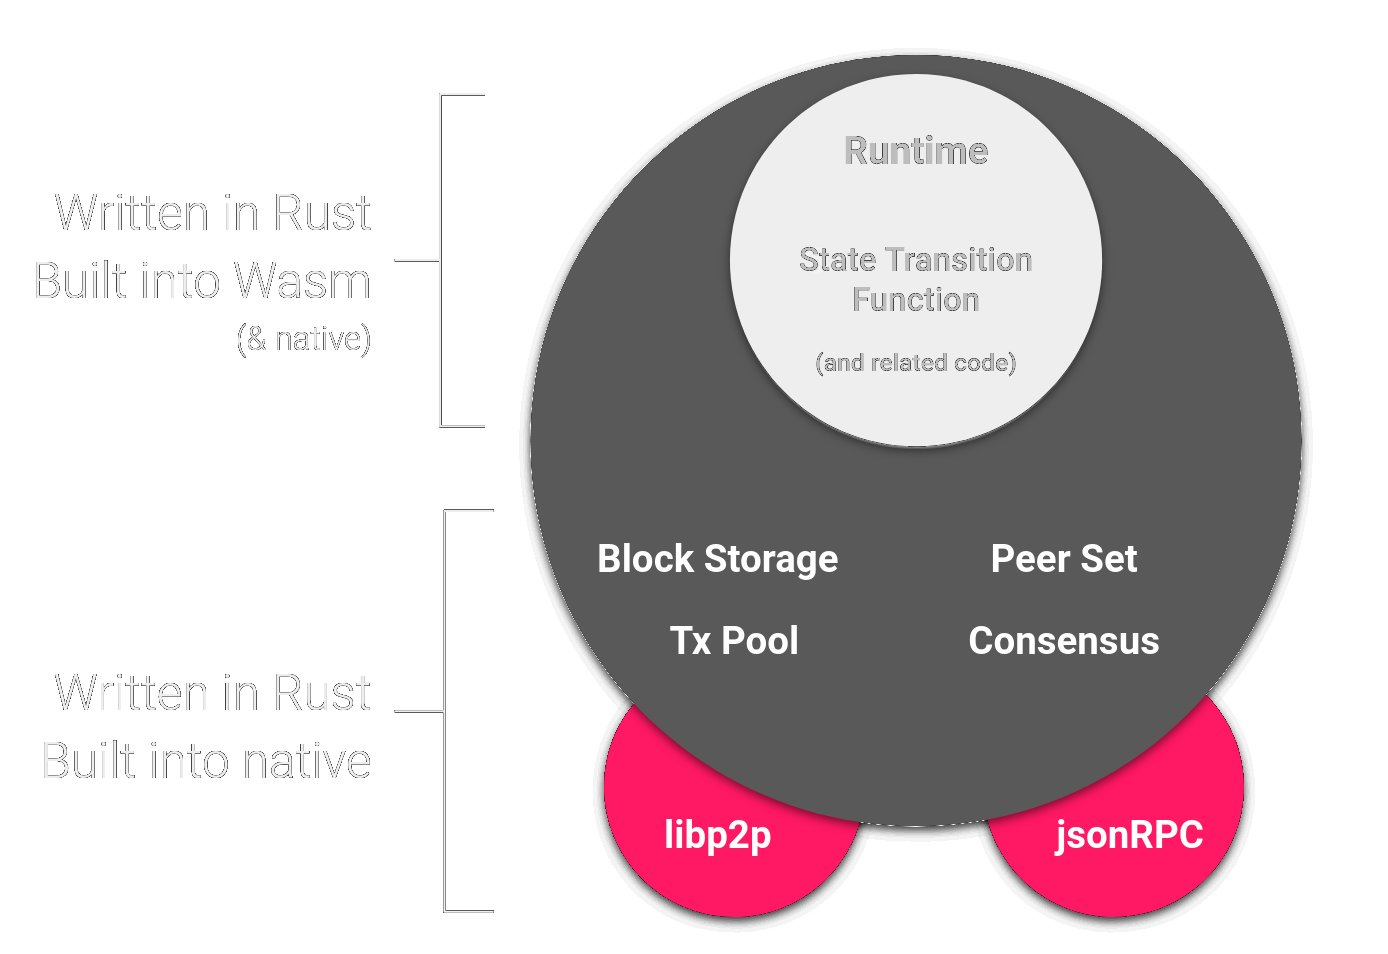 Written in Rust
Built into Wasm
(& native)
Runtime
State Transition
Function
(and related code)
Block Storage
Peer Set
Tx Pool
Consensus
Written in Rust
Built into native
libp2p
jsonRPC